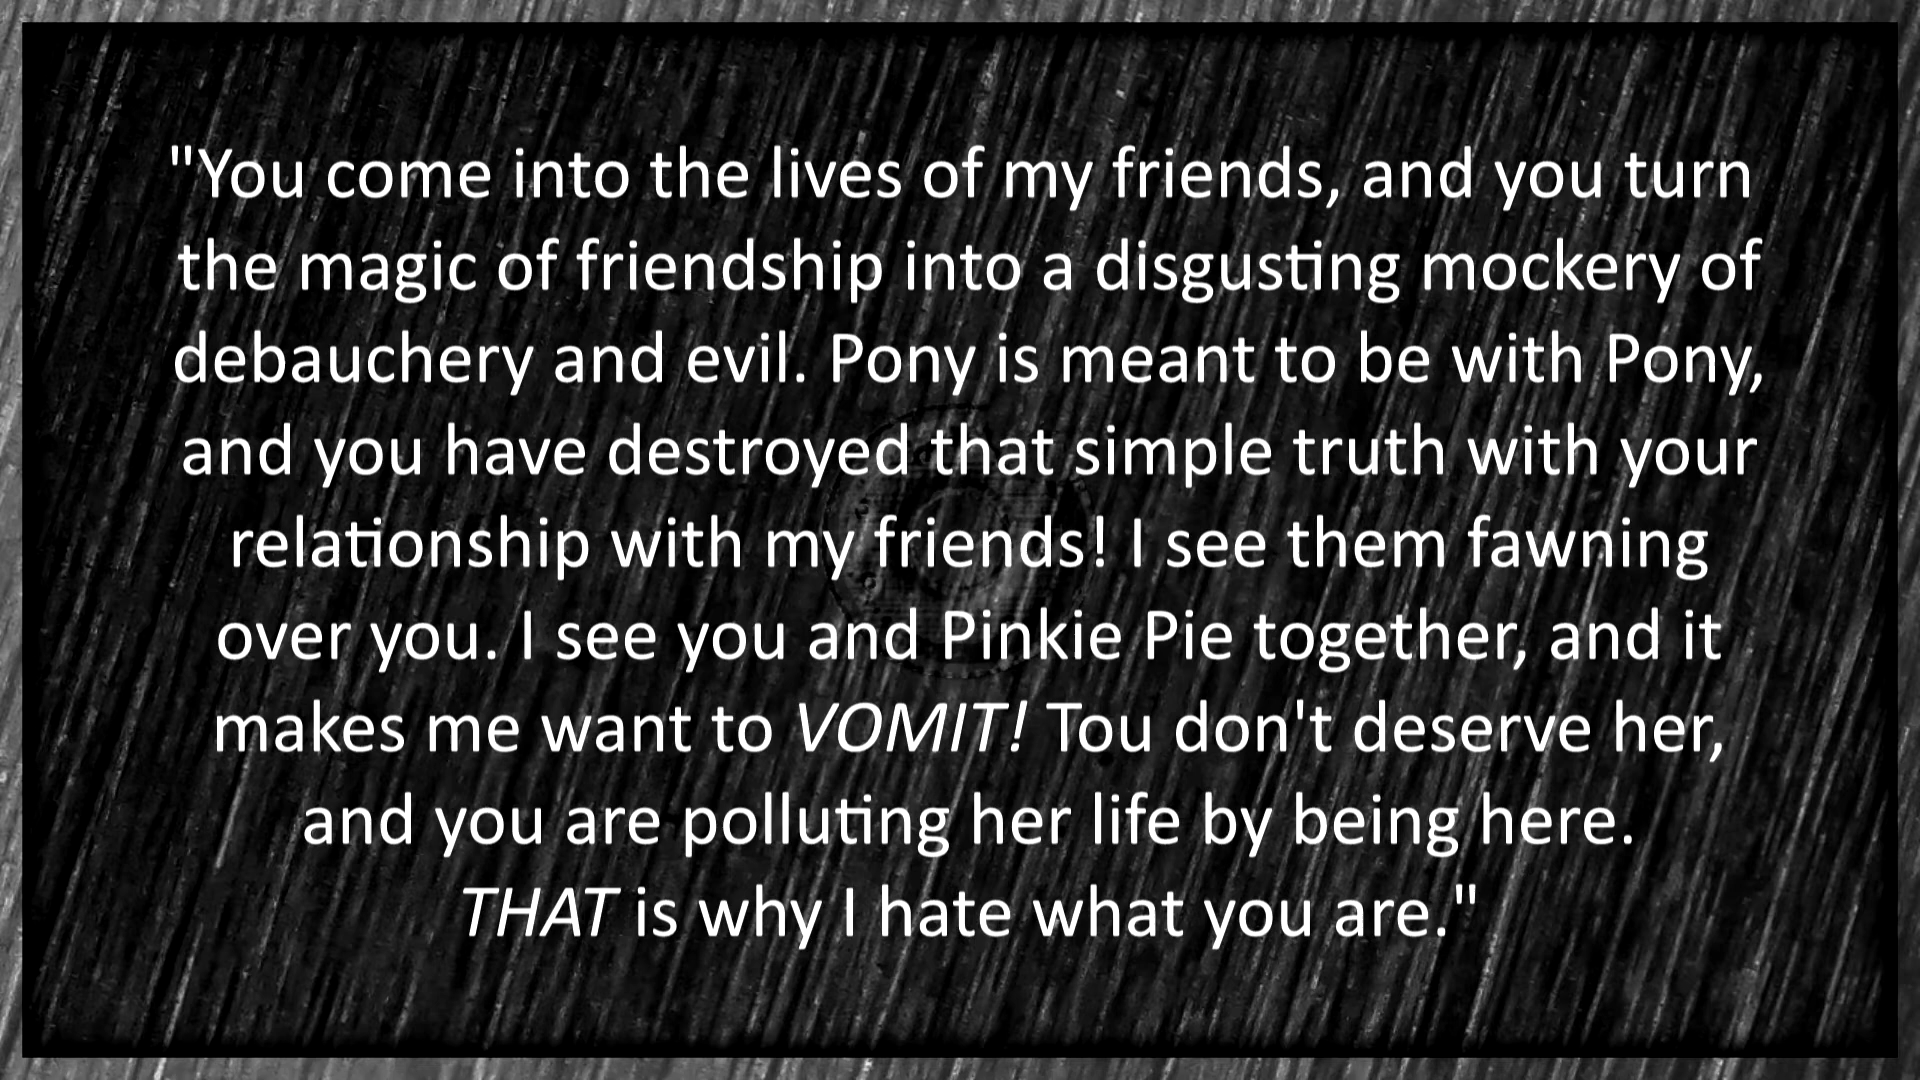 "You come into the lives of my friends, and you turn
the magic of friendship into a disgusting mockery of
debauchery and evil. Pony is meant to be with Pony,
and you have destroyed that simple truth with your
relationship with my friends! I see them fawning
over you. I see you and Pinkie Pie together, and it
makes me want to VOMIT! Tou don't deserve her,
and you are polluting her life by being here.
THAT is why I hate what you are."